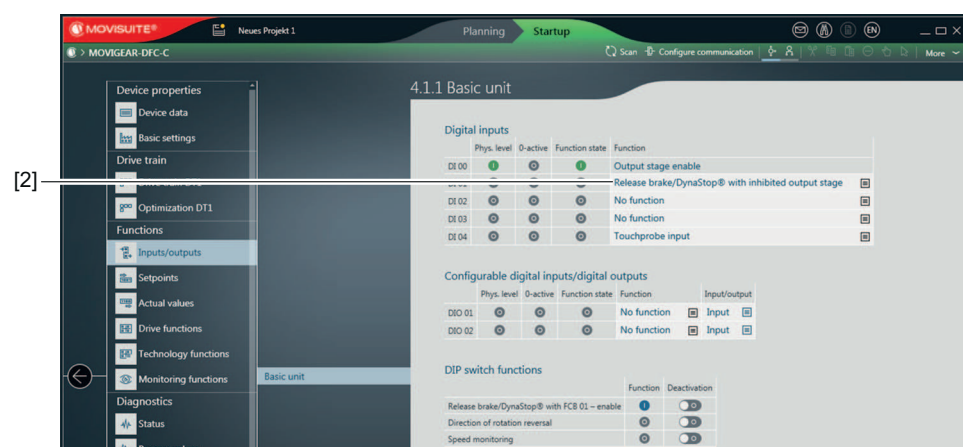 MOVISUITE®
Neues Projekt 1
Planning
Startup
EN
> MOVIGEAR-DFC-C
Scan
Configure communication
More
Device properties
Device data
Basic settings
Drive train
Optimization DT1
Functions
Inputs/outputs
Setpoints
Actual values
Drive functions
Technology functions
Monitoring functions
Diagnostics
Status
Basic unit
[2]
4.1.1 Basic unit
Digital inputs
Phys. level 0-active Function state Function
DI 00 Output stage enable
Release brake/DynaStop® with inhibited output stage
DI 02 No function
DI 03 No function
DI 04 Touchprobe input
Configurable digital inputs/digital outputs
Phys. level 0-active Function state Function Input/output
DIO 01 No function Input
DIO 02 No function Input
DIP switch functions
Function Deactivation
Release brake/DynaStop® with FCB 01 – enable
Direction of rotation reversal
Speed monitoring